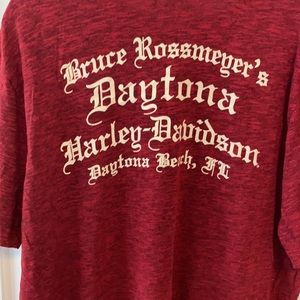 Bruce Rossmeyer's
Daytona
Harley-Davidson
Daytona Beach, FL